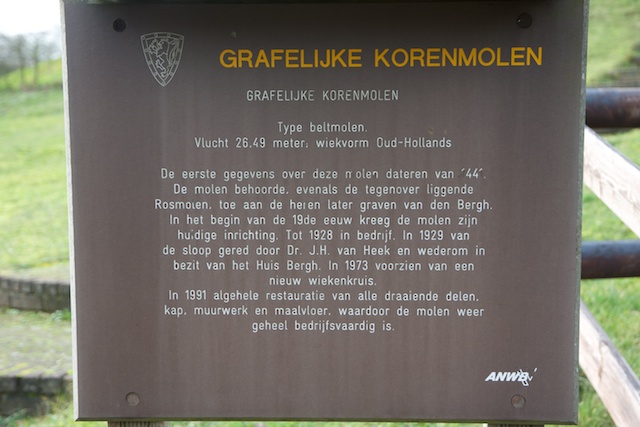 GRAFELIJKE KORENMOLEN
GRAFELIJKE KORENMOLEN
Type beltmolen.
Vlucht 26.49 meter; wiekvorm Oud-Hollands
De eerste gegevens over deze molen dateren van
De molen behoorde, evenals de tegenover liggende
Rosmolen, toe aan de heren later graven van den Bergh.
In het begin van de 19de eeuw kreeg de molen zijn
huidige inrichting. Tot 1928 in bedrijf. In 1929 van
de sloop gered door Dr. J.H. van Heek en wederom in
bezit van het Huis Bergh. In 1973 voorzien van een
nieuw wiekenkruis.
In 1991 algehele restauratie van alle draaiende delen,
kap, muurwerk en maalvloer, waardoor de molen weer
geheel bedrijfsvaardig is.
ANWB